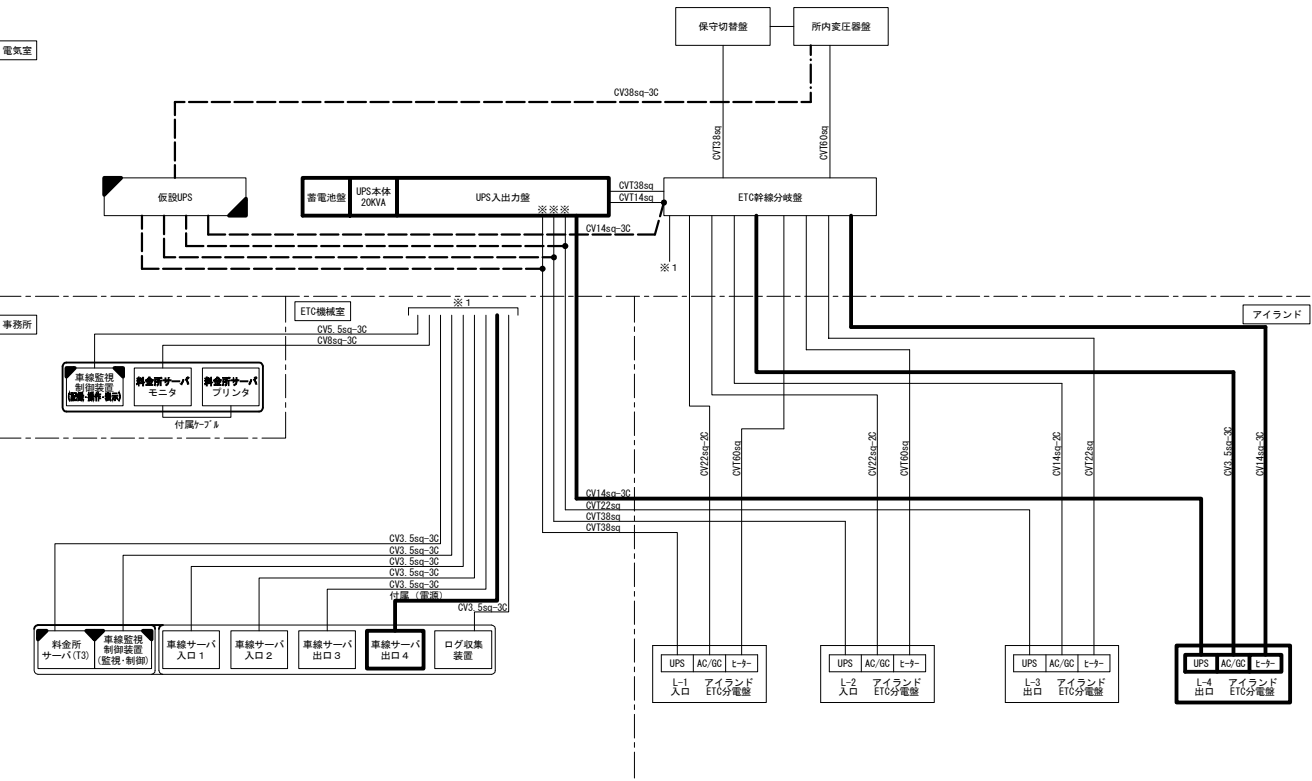 保守切替盤
所内変圧器盤
電気室
CV38sq-3C
CVT38sq
CVT60sq
仮設UPS
蓄電池盤
UPS本体
20KVA
UPS入出力盤
※※※
CVT38sq
CVT14sq
ETC幹線分岐盤
CV14sq-3C
※1
事務所
ETC機械室
※1
アイランド
CV5.5sq-3C
CV8sq-3C
車線監視
制御装置
(記録・操作・表示)
料金所サーバ
モニタ
料金所サーバ
プリンタ
付属ケーブル
CV22sq-2C
CVT60sq
CV22sq-2C
CVT60sq
CV14sq-2C
CVT22sq
CV3.5sq-3C
CV14sq-3C
CV14sq-3C
CVT22sq
CVT38sq
CVT38sq
CV3.5sq-3C
CV3.5sq-3C
CV3.5sq-3C
CV3.5sq-3C
CV3.5sq-3C
付属（電源）
CV3.5sq-3C
料金所
サーバ(T3)
車線監視
制御装置
(監視・制御)
車線サーバ
入口1
車線サーバ
入口2
車線サーバ
出口3
車線サーバ
出口4
ログ収集
装置
UPS AC/GC ヒーター
L-1 アイランド
入口 ETC分電盤
UPS AC/GC ヒーター
L-2 アイランド
入口 ETC分電盤
UPS AC/GC ヒーター
L-3 アイランド
出口 ETC分電盤
UPS AC/GC ヒーター
L-4 アイランド
出口 ETC分電盤